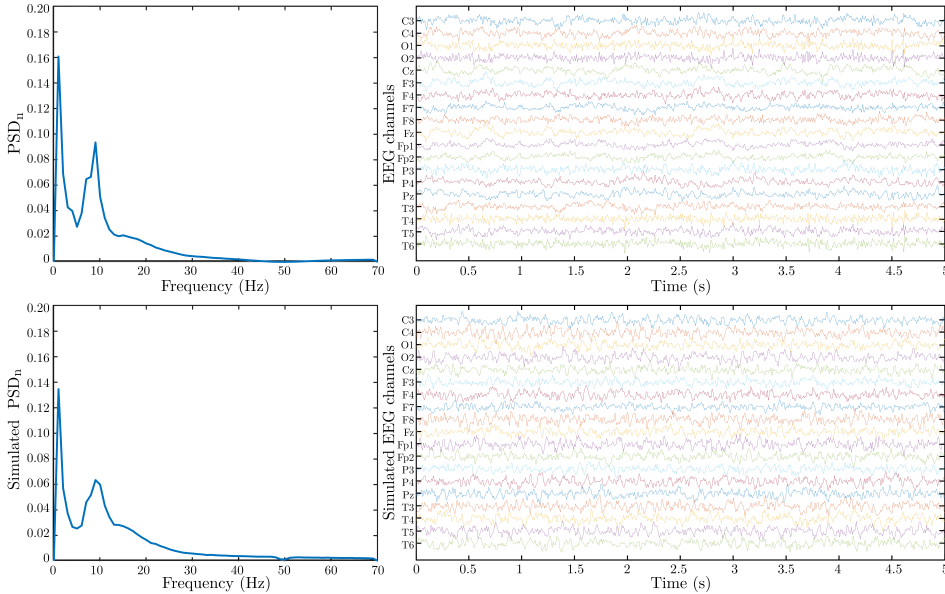 PSDn
0.20
0.18
0.16
0.14
0.12
0.10
0.08
0.06
0.04
0.02
0
0 10 20 30 40 50 60 70
Frequency (Hz)
EEG channels
C3
C4
O1
O2
Cz
F3
F4
F7
F8
Fz
Fp1
Fp2
P3
P4
Pz
T3
T4
T5
T6
0 0.5 1 1.5 2 2.5 3 3.5 4 4.5 5
Time (s)
Simulated PSDn
0.20
0.18
0.16
0.14
0.12
0.10
0.08
0.06
0.04
0.02
0
0 10 20 30 40 50 60 70
Frequency (Hz)
Simulated EEG channels
C3
C4
O1
O2
Cz
F3
F4
F7
F8
Fz
Fp1
Fp2
P3
P4
Pz
T3
T4
T5
T6
0 0.5 1 1.5 2 2.5 3 3.5 4 4.5 5
Time (s)